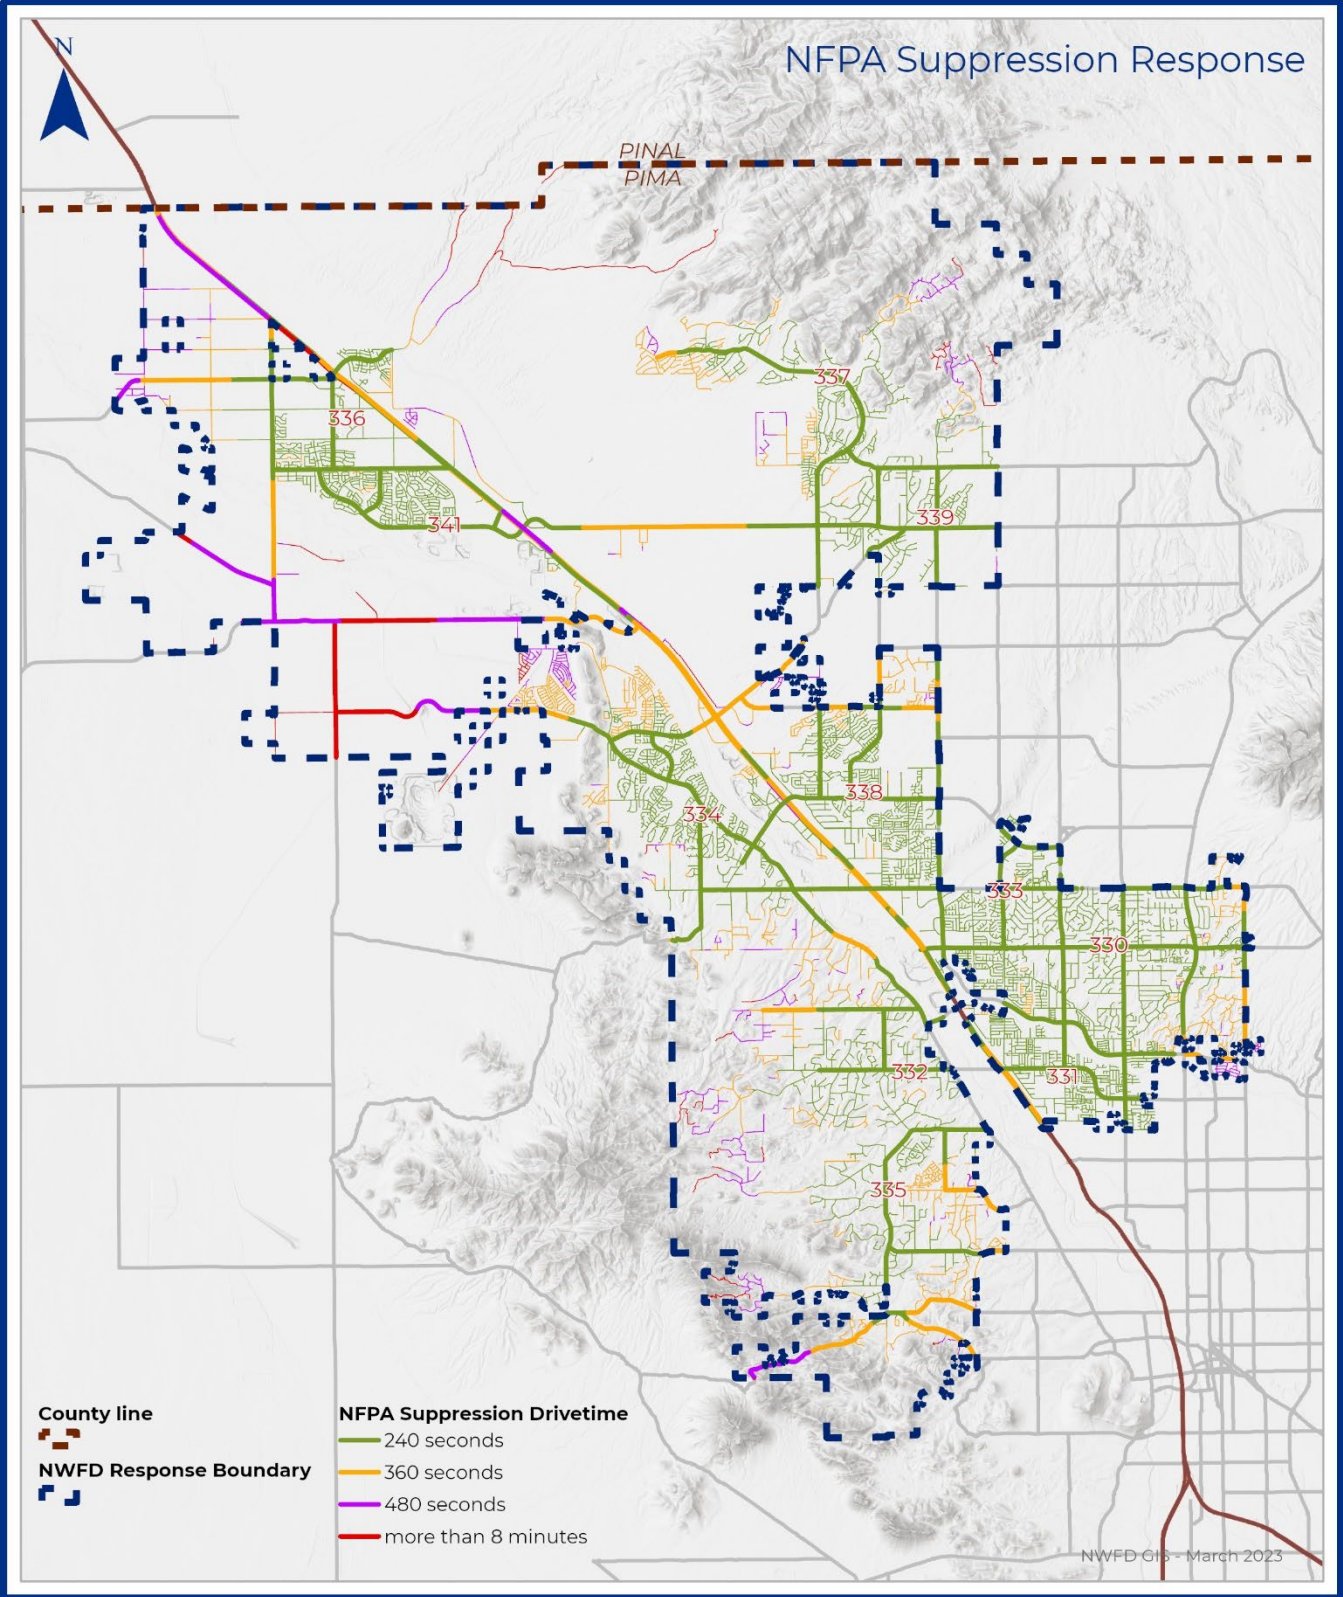 N
NFPA Suppression Response
PINAL
PIMA
337
336
339
341
338
334
333
330
332
331
335
County line
NWFD Response Boundary
NFPA Suppression Drivetime
240 seconds
360 seconds
480 seconds
more than 8 minutes
NWFD GIS - March 2023